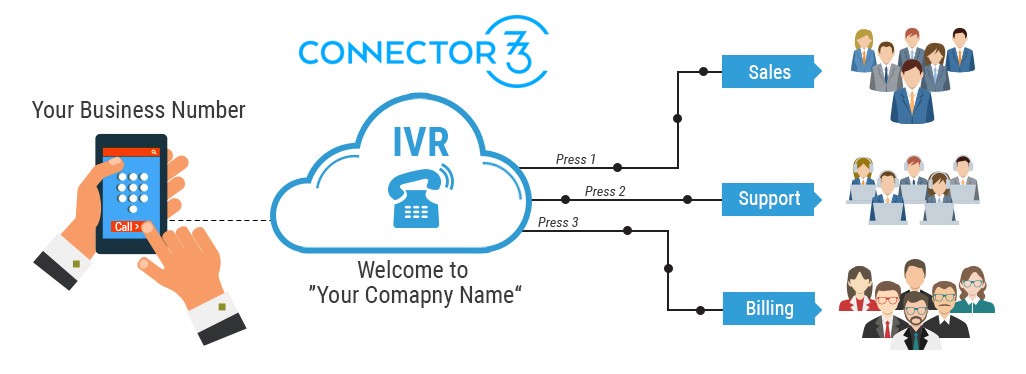 CONNECTOR 33
Your Business Number
Call >
IVR
Welcome to
”Your Comapny Name“
Press 1
Press 2
Press 3
Sales
Support
Billing